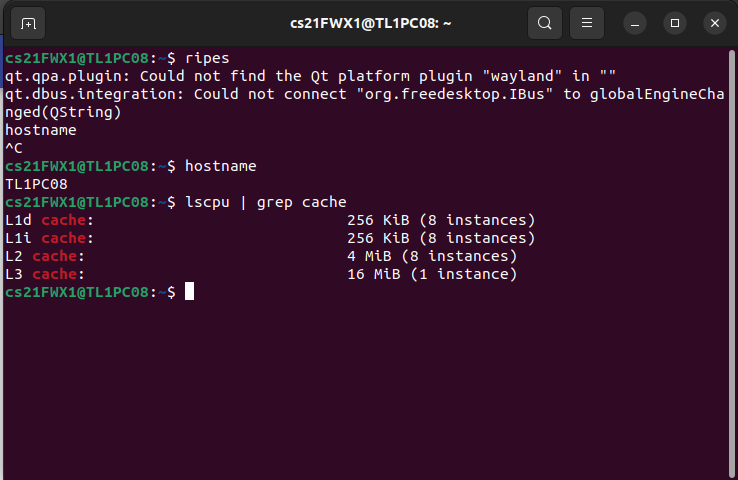 cs21FWX1@TL1PC08: ~
cs21FWX1@TL1PC08:~$ ripes
qt.qpa.plugin: Could not find the Qt platform plugin "wayland" in ""
qt.dbus.integration: Could not connect "org.freedesktop.IBus" to globalEngineCha
nged(QString)
hostname
^C
cs21FWX1@TL1PC08:~$ hostname
TL1PC08
cs21FWX1@TL1PC08:~$ lscpu | grep cache
L1d cache:                            256 KiB (8 instances)
L1i cache:                            256 KiB (8 instances)
L2 cache:                             4 MiB (8 instances)
L3 cache:                             16 MiB (1 instance)
cs21FWX1@TL1PC08:~$